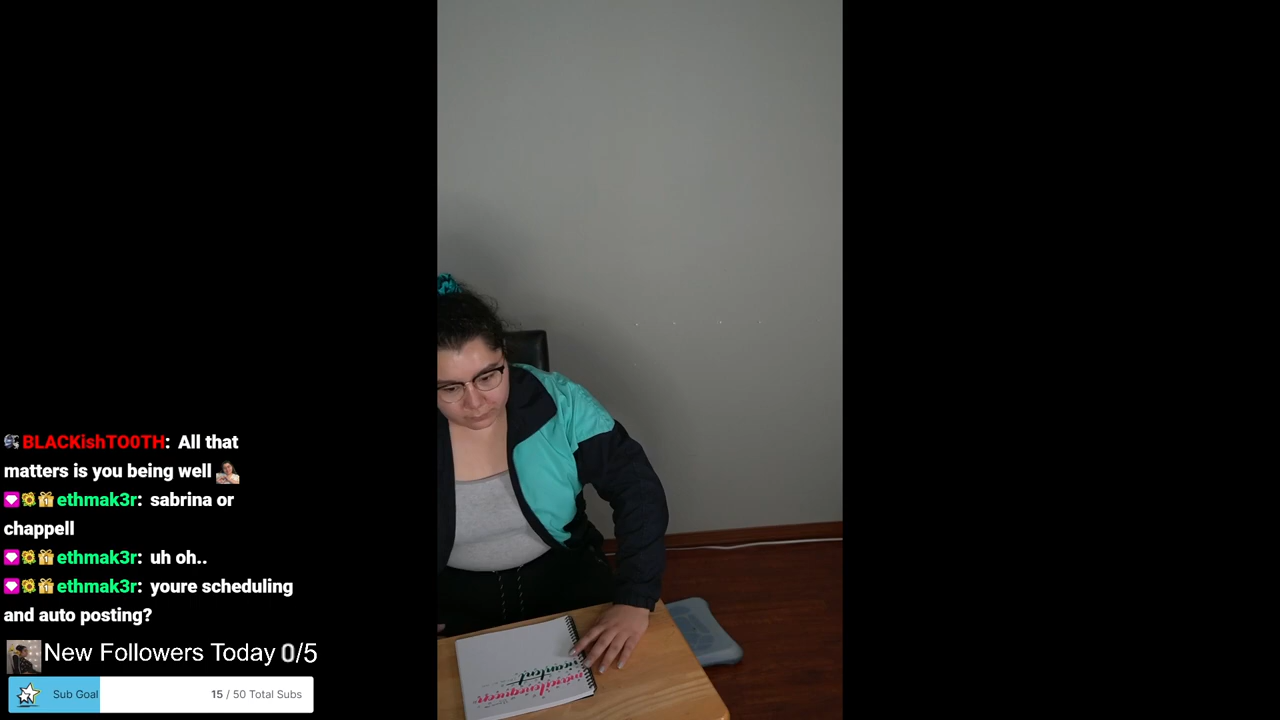 BLACKishTO0TH: All that
matters is you being well
ethmak3r: sabrina or
chappell
ethmak3r: uh oh..
ethmak3r: youre scheduling
and auto posting?
New Followers Today 0/5
Sub Goal 15 / 50 Total Subs